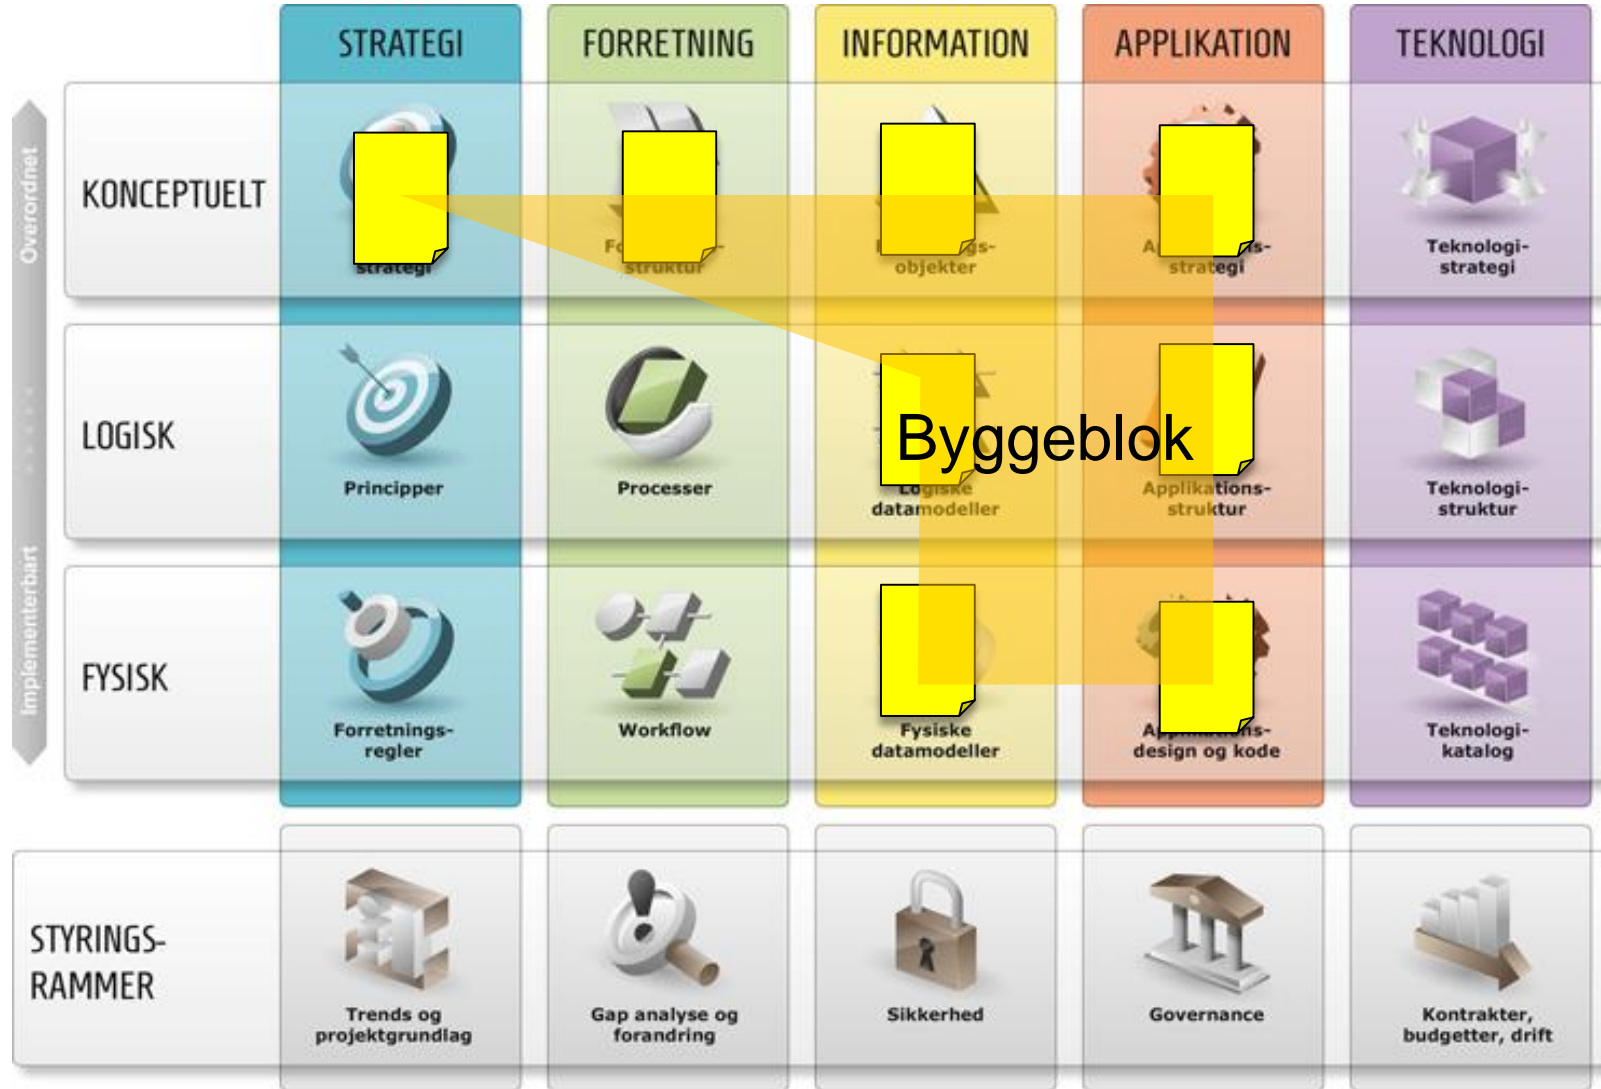 STRATEGI
FORRETNING
INFORMATION
APPLIKATION
TEKNOLOGI
Overordnet
KONCEPTUELT
strategi
struktur
objekter
strategi
Teknologi-
strategi
LOGISK
Byggeblok
Principper
Processer
Logiske
datamodeller
Applikations-
struktur
Teknologi-
struktur
Implementerbart
FYSISK
Forretnings-
regler
Workflow
Fysiske
datamodeller
design og kode
Teknologi-
katalog
STYRINGS-
RAMMER
Trends og
projektgrundlag
Gap analyse og
forandring
Sikkerhed
Governance
Kontrakter,
budgetter, drift